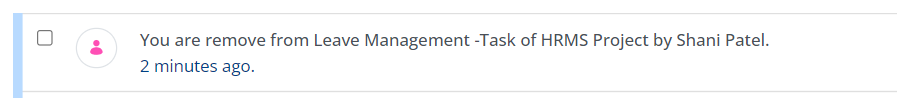 You are remove from Leave Management -Task of HRMS Project by Shani Patel.
2 minutes ago.